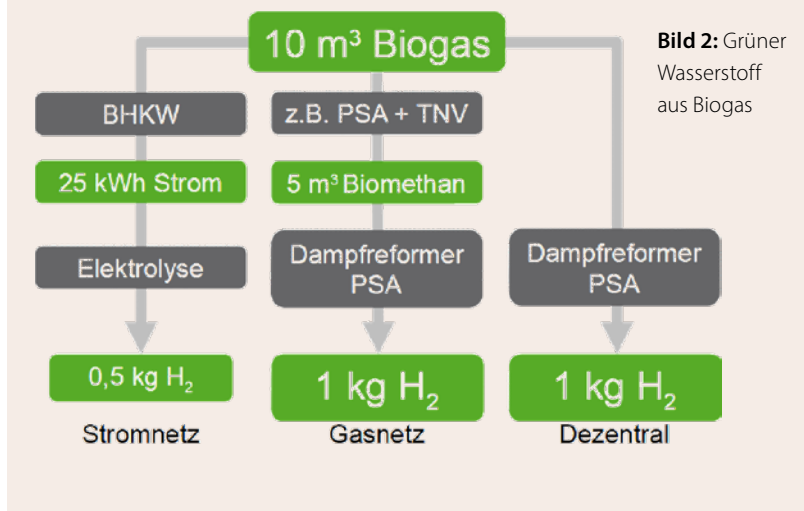 10 m³ Biogas
Bild 2: Grüner
Wasserstoff
aus Biogas
BHKW
25 kWh Strom
Elektrolyse
0,5 kg H₂
Stromnetz
z.B. PSA + TNV
5 m³ Biomethan
Dampfreformer
PSA
1 kg H₂
Gasnetz
Dampfreformer
PSA
1 kg H₂
Dezentral